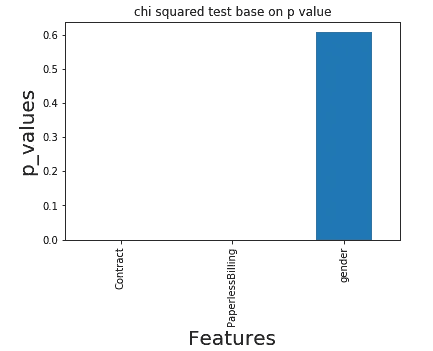 chi squared test base on p value
0.6
0.5
0.4
0.3
0.2
0.1
0.0
p_values
Contract
PaperlessBilling
gender
Features